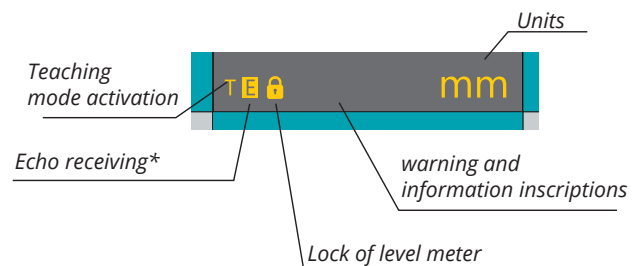 Units
Teaching
mode activation
T E mm
Echo receiving*
warning and
information inscriptions
Lock of level meter